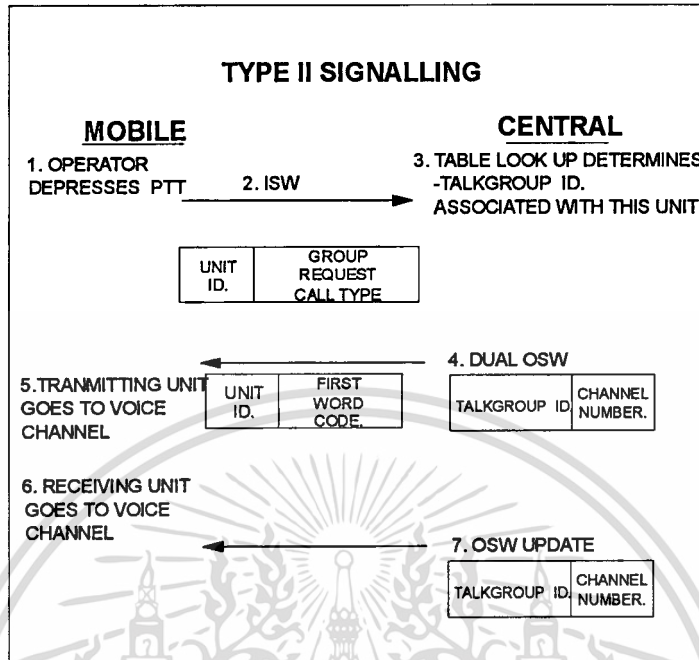 TYPE II SIGNALLING
MOBILE
CENTRAL
1. OPERATOR
DEPRESSES PTT
2. ISW
3. TABLE LOOK UP DETERMINES
-TALKGROUP ID.
ASSOCIATED WITH THIS UNIT
UNIT
ID.
GROUP
REQUEST
CALL TYPE
4. DUAL OSW
5.TRANMITTING UNIT
GOES TO VOICE
CHANNEL
UNIT
ID.
FIRST
WORD
CODE.
TALKGROUP ID.
CHANNEL
NUMBER.
6. RECEIVING UNIT
GOES TO VOICE
CHANNEL
7. OSW UPDATE
TALKGROUP ID.
CHANNEL
NUMBER.